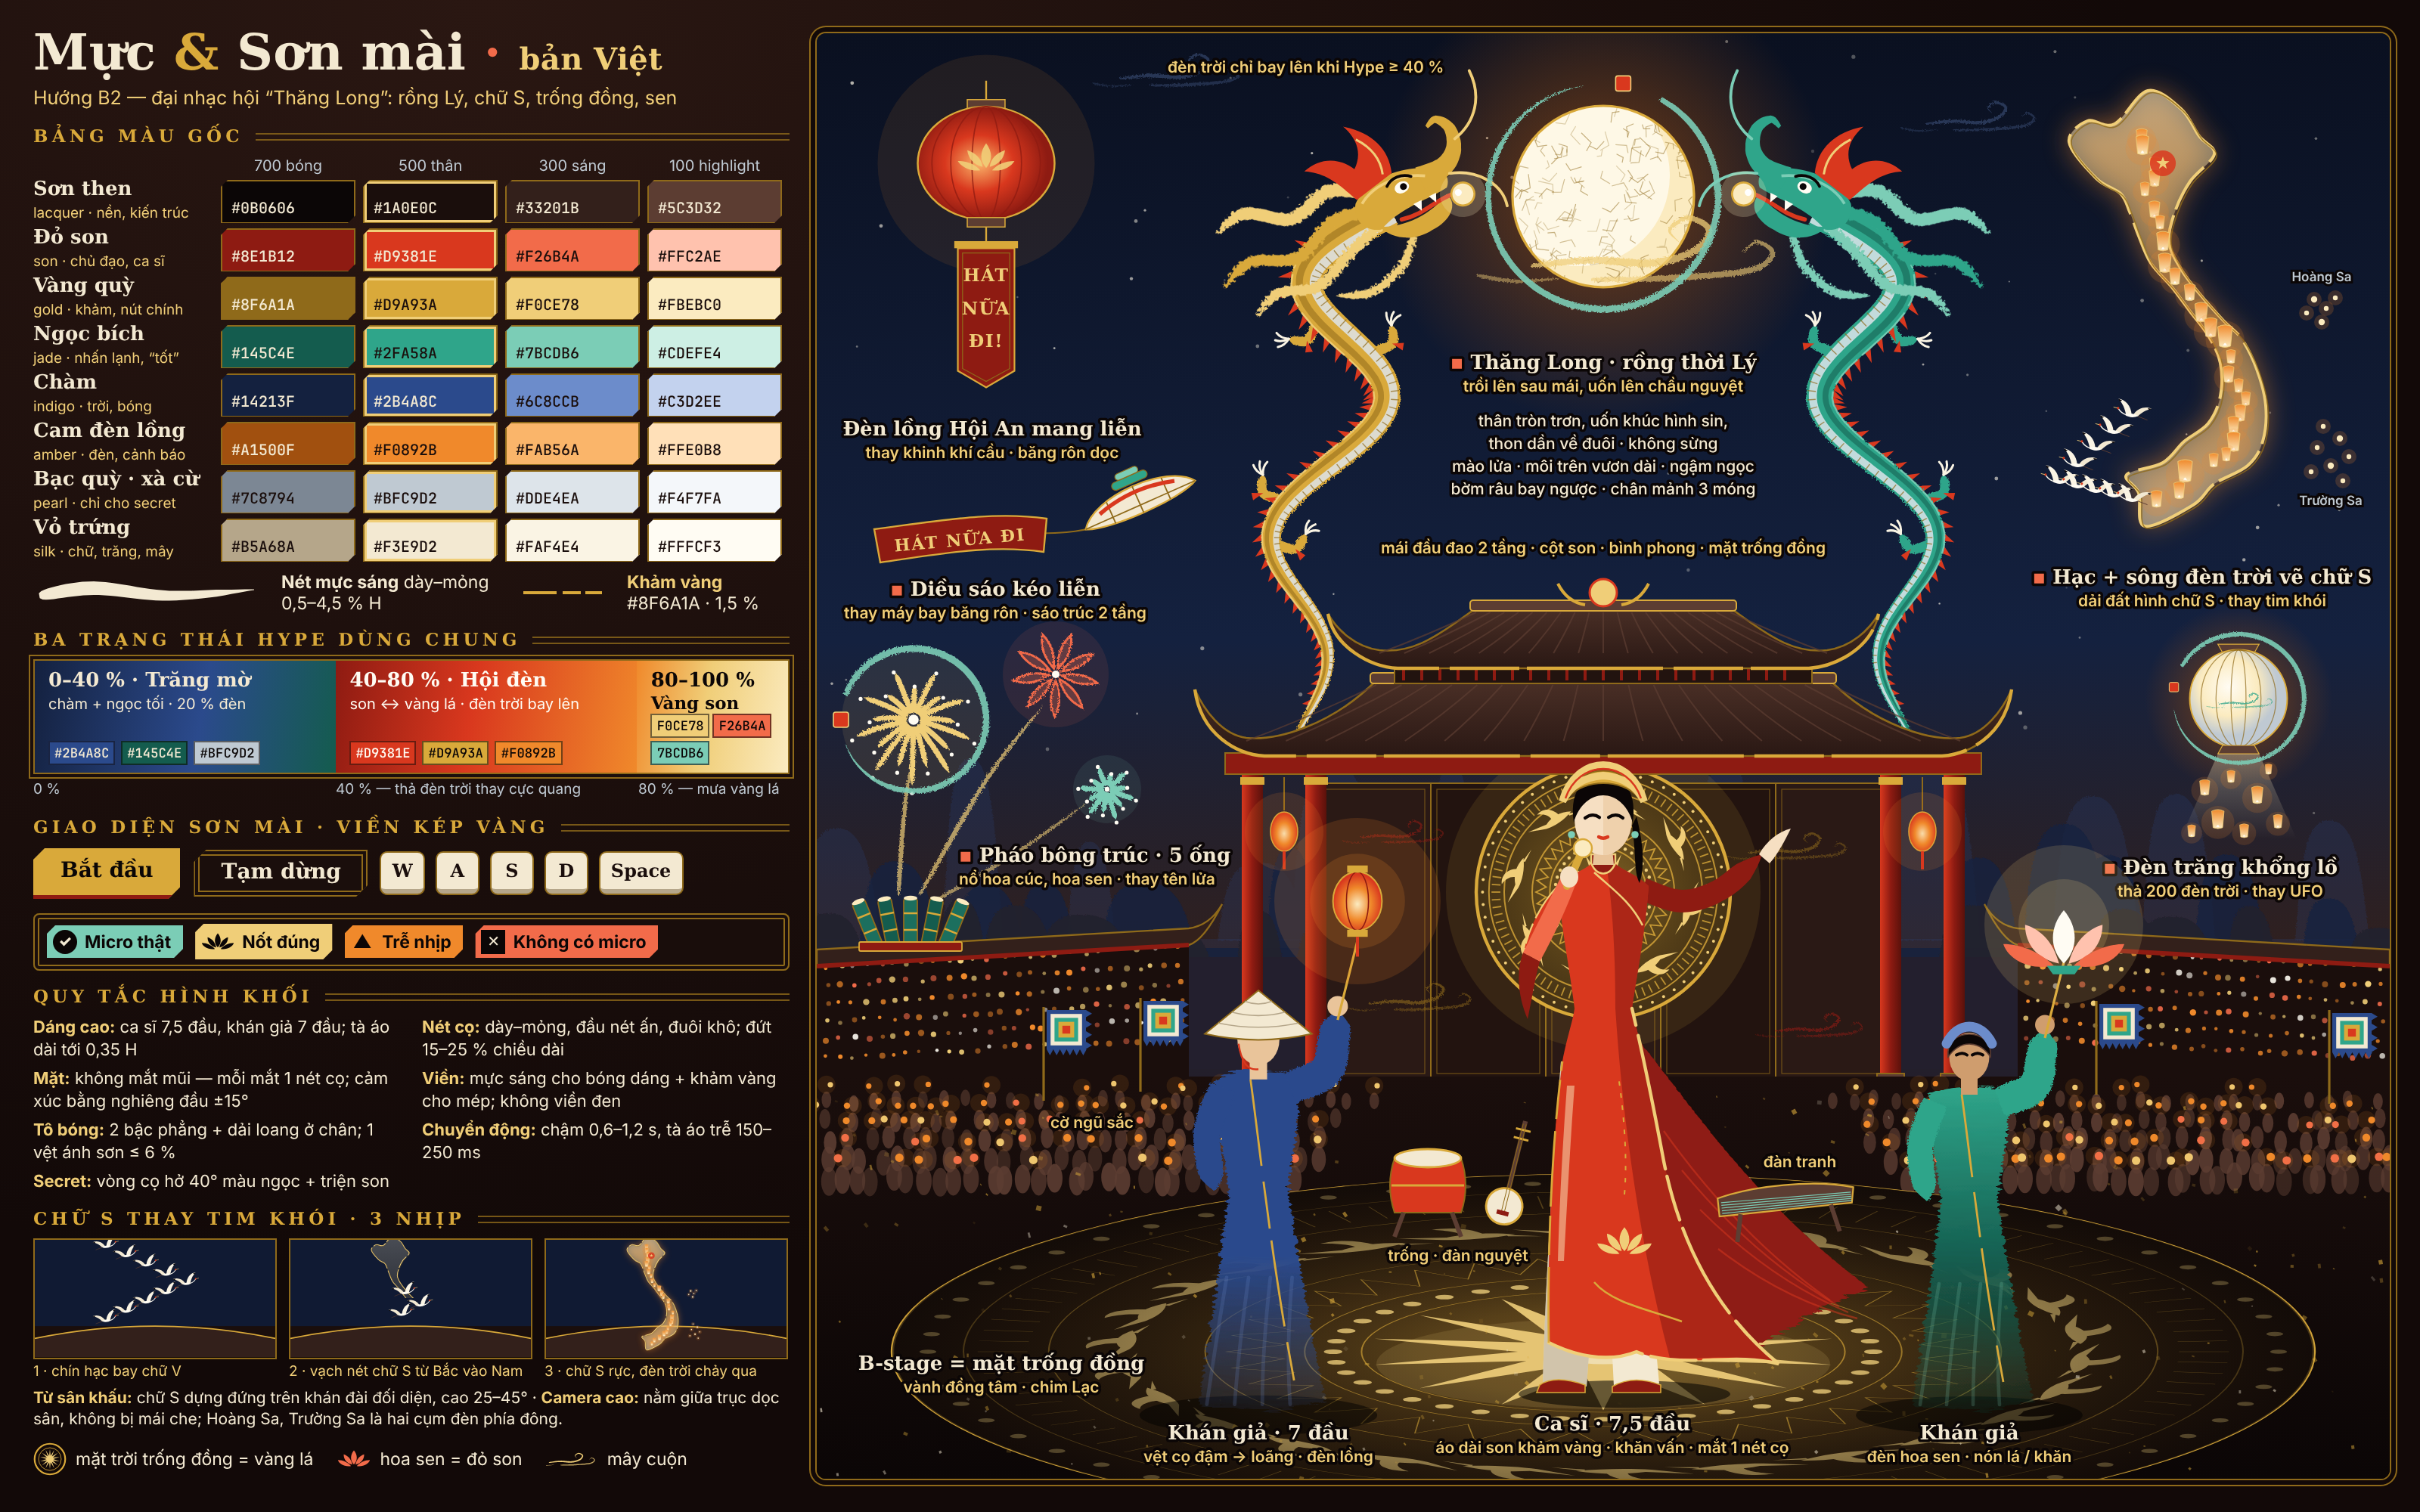 Mực & Sơn mài · bản Việt
Hướng B2 — đại nhạc hội “Thăng Long”: rồng Lý, chữ S, trống đồng, sen
BẢNG MÀU GỐC
700 bóng 500 thân 300 sáng 100 highlight
Sơn then
lacquer · nền, kiến trúc
#0B0606 #1A0E0C #33201B #5C3D32
Đỏ son
son · chủ đạo, ca sĩ
#8E1B12 #D9381E #F26B4A #FFC2AE
Vàng quỳ
gold · khảm, nút chính
#8F6A1A #D9A93A #F0CE78 #FBEBC0
Ngọc bích
jade · nhấn lạnh, “tốt”
#145C4E #2FA58A #7BCDB6 #CDEFE4
Chàm
indigo · trời, bóng
#14213F #2B4A8C #6C8CCB #C3D2EE
Cam đèn lồng
amber · đèn, cảnh báo
#A1500F #F0892B #FAB56A #FFE0B8
Bạc quỳ · xà cừ
pearl · chỉ cho secret
#7C8794 #BFC9D2 #DDE4EA #F4F7FA
Vỏ trứng
silk · chữ, trăng, mây
#B5A68A #F3E9D2 #FAF4E4 #FFFCF3
Nét mực sáng dày–mỏng
0,5–4,5 % H
Khảm vàng
#8F6A1A · 1,5 %
BA TRẠNG THÁI HYPE DÙNG CHUNG
0–40 % · Trăng mờ
chàm + ngọc tối · 20 % đèn
#2B4A8C #145C4E #BFC9D2
40–80 % · Hội đèn
son ↔ vàng lá · đèn trời bay lên
#D9381E #D9A93A #F0892B
80–100 %
Vàng son
F0CE78 F26B4A
7BCDB6
0 % 40 % — thả đèn trời thay cực quang 80 % — mưa vàng lá
GIAO DIỆN SƠN MÀI · VIỀN KÉP VÀNG
Bắt đầu Tạm dừng W A S D Space
Micro thật Nốt đúng Trễ nhịp Không có micro
QUY TẮC HÌNH KHỐI
Dáng cao: ca sĩ 7,5 đầu, khán giả 7 đầu; tà áo
dài tới 0,35 H
Mặt: không mắt mũi — mỗi mắt 1 nét cọ; cảm
xúc bằng nghiêng đầu ±15°
Tô bóng: 2 bậc phẳng + dải loang ở chân; 1
vệt ánh sơn ≤ 6 %
Secret: vòng cọ hở 40° màu ngọc + triện son
Nét cọ: dày–mỏng, đầu nét ấn, đuôi khô; đứt
15–25 % chiều dài
Viền: mực sáng cho bóng dáng + khảm vàng
cho mép; không viền đen
Chuyển động: chậm 0,6–1,2 s, tà áo trễ 150–
250 ms
CHỮ S THAY TIM KHÓI · 3 NHỊP
1 · chín hạc bay chữ V
2 · vạch nét chữ S từ Bắc vào Nam
3 · chữ S rực, đèn trời chảy qua
Từ sân khấu: chữ S dựng đứng trên khán đài đối diện, cao 25–45° · Camera cao: nằm giữa trục dọc
sân, không bị mái che; Hoàng Sa, Trường Sa là hai cụm đèn phía đông.
mặt trời trống đồng = vàng lá hoa sen = đỏ son mây cuộn
đèn trời chỉ bay lên khi Hype ≥ 40 %
HÁT
NỮA
ĐI!
Đèn lồng Hội An mang liễn
thay khinh khí cầu · băng rôn dọc
HÁT NỮA ĐI
Diều sáo kéo liễn
thay máy bay băng rôn · sáo trúc 2 tầng
Thăng Long · rồng thời Lý
trồi lên sau mái, uốn lên chầu nguyệt
thân tròn trơn, uốn khúc hình sin,
thon dần về đuôi · không sừng
mào lửa · môi trên vươn dài · ngậm ngọc
bờm râu bay ngược · chân mảnh 3 móng
mái đầu đao 2 tầng · cột son · bình phong · mặt trống đồng
Hoàng Sa
Trường Sa
Hạc + sông đèn trời vẽ chữ S
dải đất hình chữ S · thay tim khói
Pháo bông trúc · 5 ống
nổ hoa cúc, hoa sen · thay tên lửa
Đèn trăng khổng lồ
thả 200 đèn trời · thay UFO
cờ ngũ sắc
đàn tranh
trống · đàn nguyệt
B-stage = mặt trống đồng
vành đồng tâm · chim Lạc
Khán giả · 7 đầu
vệt cọ đậm → loãng · đèn lồng
Ca sĩ · 7,5 đầu
áo dài son khảm vàng · khăn vấn · mắt 1 nét cọ
Khán giả
đèn hoa sen · nón lá / khăn